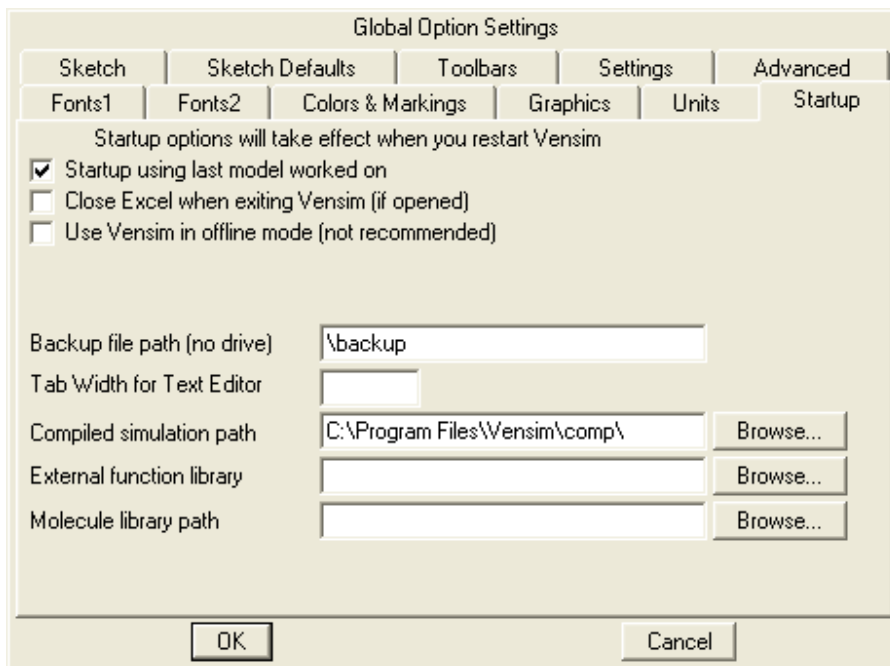 Global Option Settings
Sketch Sketch Defaults Toolbars Settings Advanced
Fonts1 Fonts2 Colors & Markings Graphics Units Startup
Startup options will take effect when you restart Vensim
Startup using last model worked on
Close Excel when exiting Vensim (if opened)
Use Vensim in offline mode (not recommended)
Backup file path (no drive) \backup
Tab Width for Text Editor
Compiled simulation path C:\Program Files\Vensim\comp\ Browse...
External function library Browse...
Molecule library path Browse...
OK Cancel